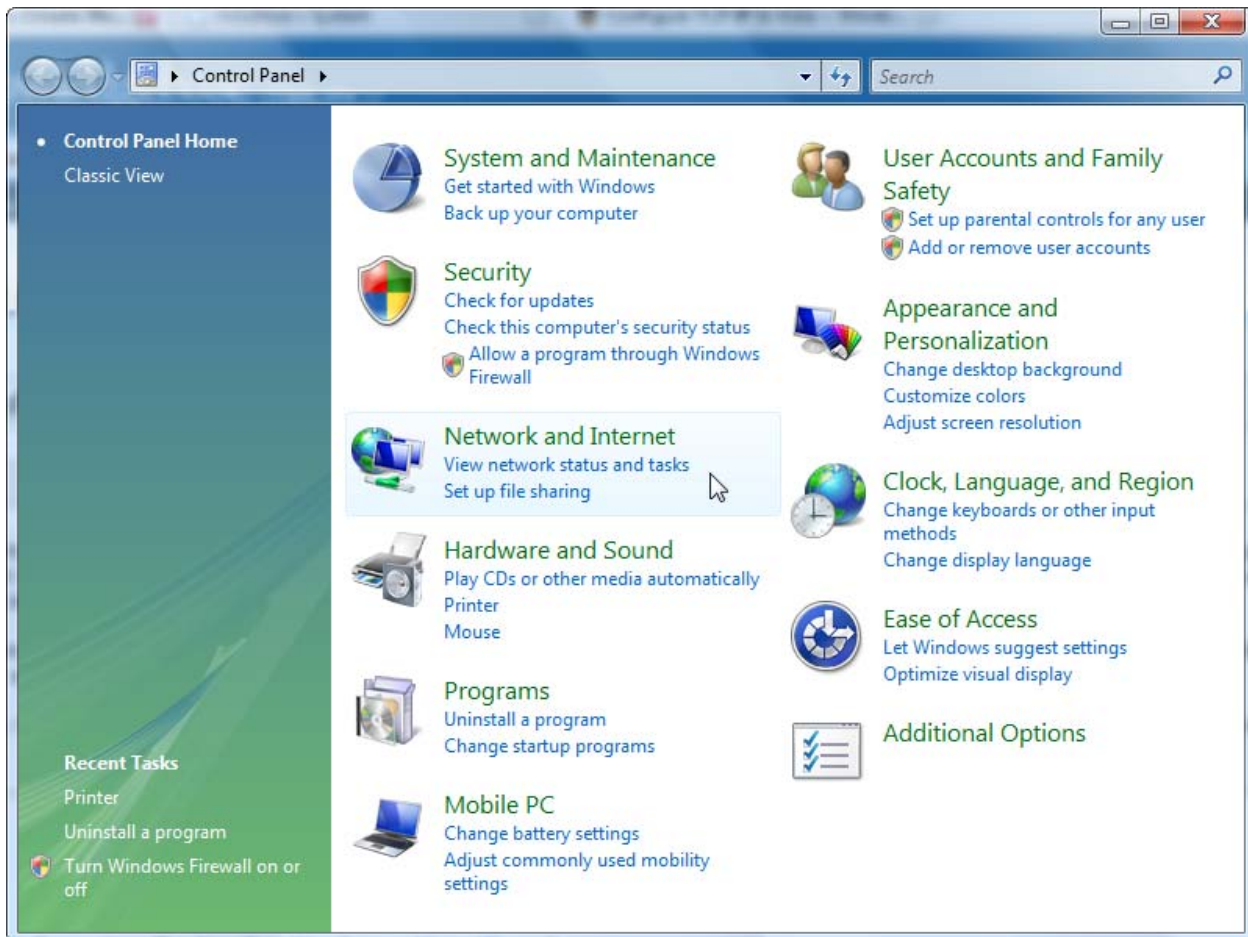 Control Panel
Search
Control Panel Home
Classic View
System and Maintenance
Get started with Windows
Back up your computer
Security
Check for updates
Check this computer's security status
Allow a program through Windows
Firewall
Network and Internet
View network status and tasks
Set up file sharing
Hardware and Sound
Play CDs or other media automatically
Printer
Mouse
Programs
Uninstall a program
Change startup programs
Mobile PC
Change battery settings
Adjust commonly used mobility
settings
User Accounts and Family
Safety
Set up parental controls for any user
Add or remove user accounts
Appearance and
Personalization
Change desktop background
Customize colors
Adjust screen resolution
Clock, Language, and Region
Change keyboards or other input
methods
Change display language
Ease of Access
Let Windows suggest settings
Optimize visual display
Additional Options
Recent Tasks
Printer
Uninstall a program
Turn Windows Firewall on or
off